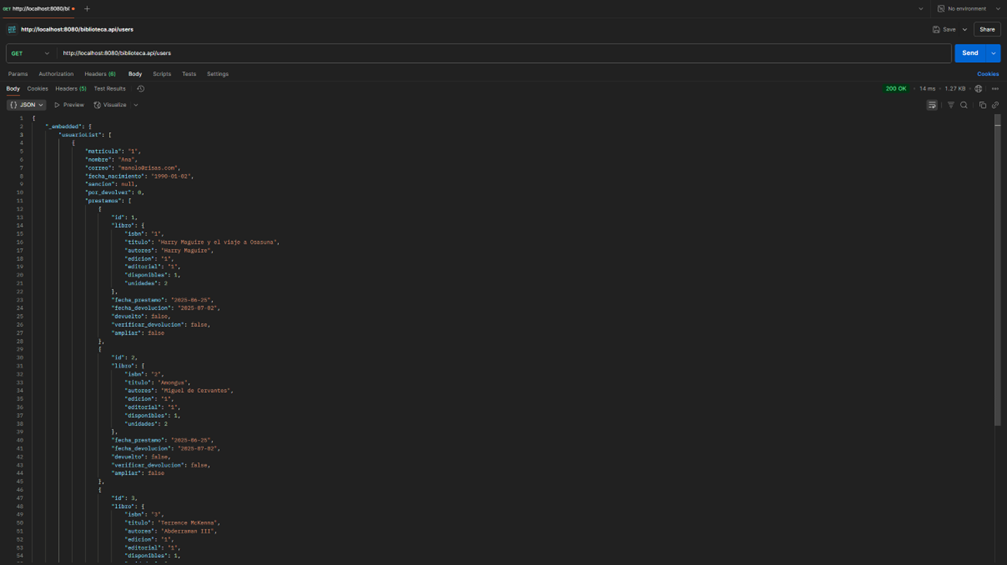 GET http://localhost:8080/bi
No environment
http://localhost:8080/biblioteca.api/users
Save
Share
GET
http://localhost:8080/biblioteca.api/users
Send
Params Authorization Headers (6) Body Scripts Tests Settings
Cookies
Body Cookies Headers (5) Test Results
200 OK · 14 ms · 1.27 KB
{} JSON Preview Visualize
1 {
2 "_embedded": {
3 "usuarioList": [
4 {
5 "matricula": "1",
6 "nombre": "Ana",
7 "correo": "manolo@risas.com",
8 "fecha_nacimiento": "1990-01-02",
9 "sancion": null,
10 "por_devolver": 0,
11 "prestamos": [
12 {
13 "id": 1,
14 "libro": {
15 "isbn": "1",
16 "titulo": "Harry Maguire y el viaje a Osasuna",
17 "autores": "Harry Maguire",
18 "edicion": "1",
19 "editorial": "1",
20 "disponibles": 1,
21 "unidades": 2
22 },
23 "fecha_prestamo": "2025-06-25",
24 "fecha_devolucion": "2025-07-02",
25 "devuelto": false,
26 "verificar_devolucion": false,
27 "ampliar": false
28 },
29 {
30 "id": 2,
31 "libro": {
32 "isbn": "2",
33 "titulo": "Amongus",
34 "autores": "Miguel de Cervantes",
35 "edicion": "1",
36 "editorial": "1",
37 "disponibles": 1,
38 "unidades": 2
39 },
40 "fecha_prestamo": "2025-06-25",
41 "fecha_devolucion": "2025-07-02",
42 "devuelto": false,
43 "verificar_devolucion": false,
44 "ampliar": false
45 },
46 {
47 "id": 3,
48 "libro": {
49 "isbn": "3",
50 "titulo": "Terrence McKenna",
51 "autores": "Abderraman III",
52 "edicion": "1",
53 "editorial": "1",
54 "disponibles": 1,